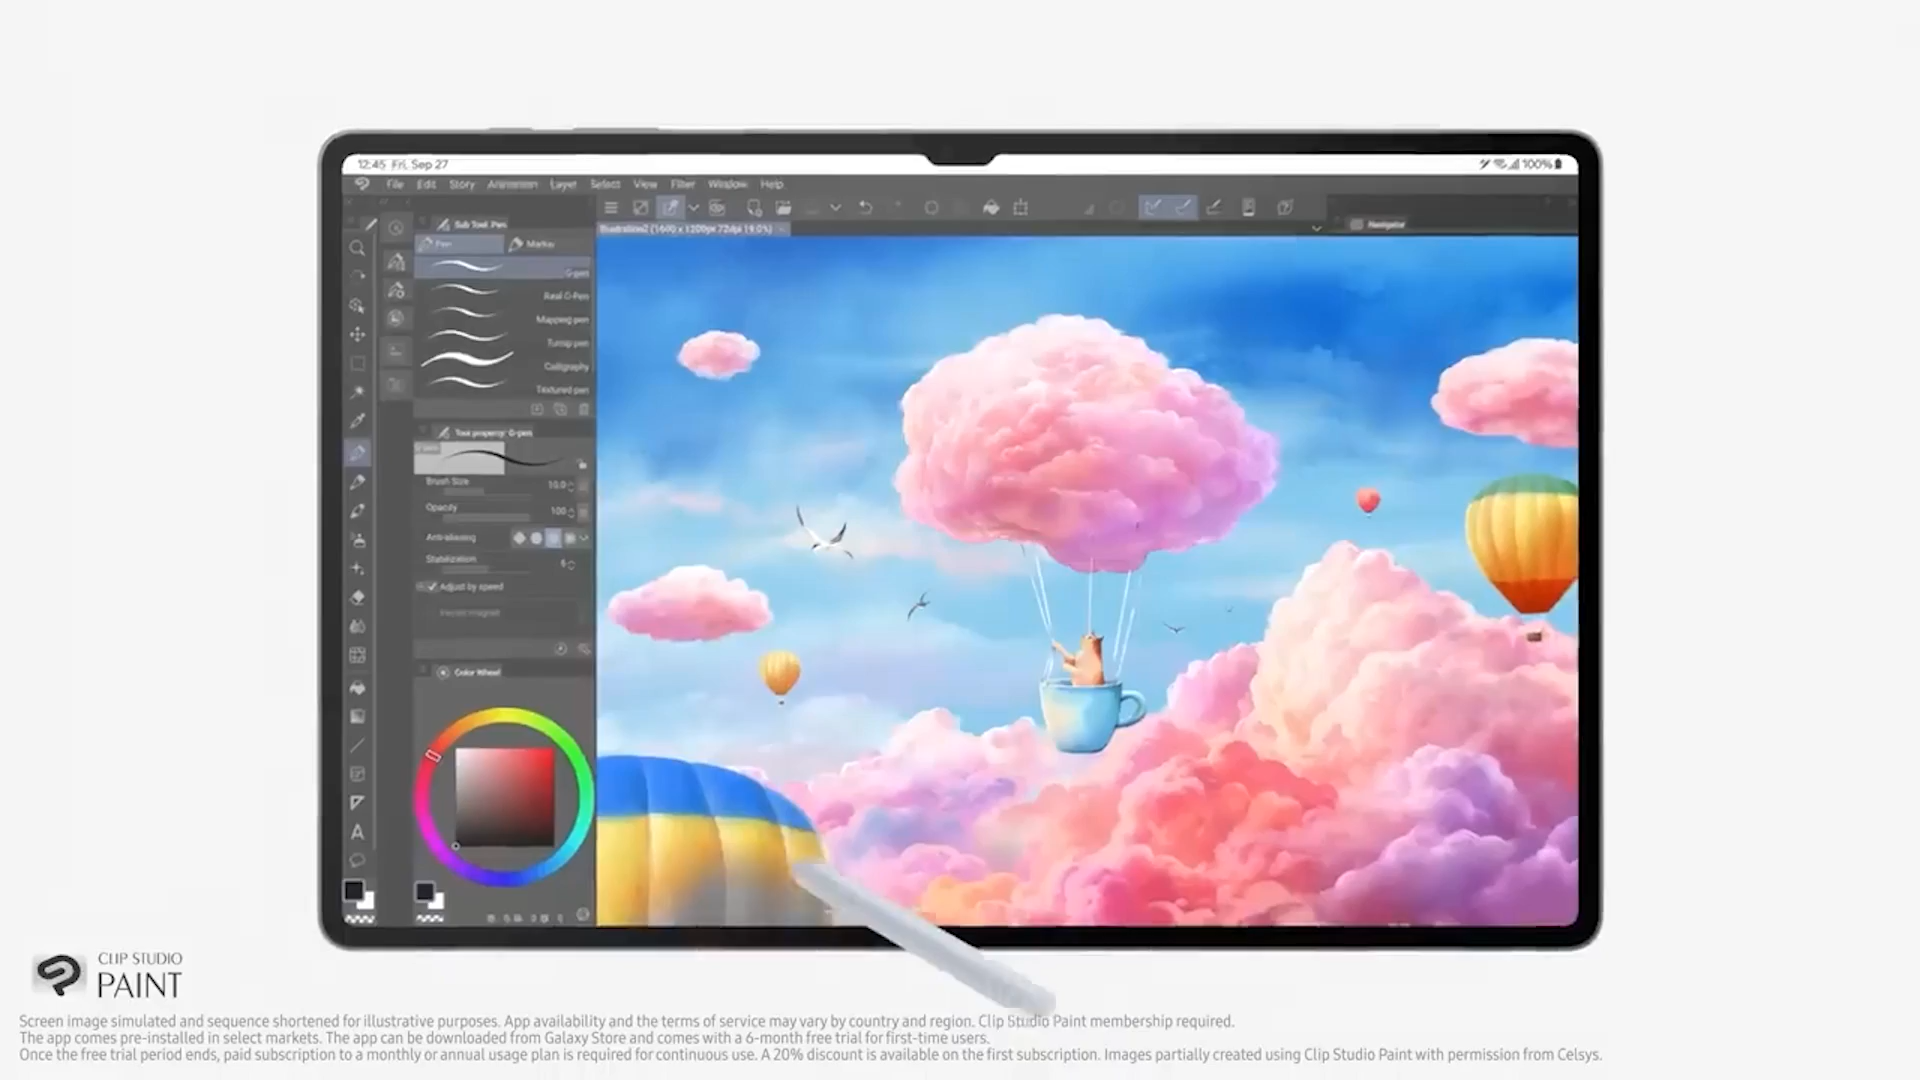 12:45 Fri, Sep 27
100%
File Edit Story Animation Layer Select View Filter Window Help
Sub Tool: Pen
Illustration2 (1600 x 1200px 72dpi 19.0%)
Navigator
Pen Marker
G-pen
Real G-Pen
Mapping pen
Turnip pen
Calligraphy
Textured pen
Tool property: G-pen
Brush Size 10.0
Opacity 100
Anti-aliasing
Stabilization 6
Adjust by speed
Color Wheel
A
CLIP STUDIO
PAINT
Screen image simulated and sequence shortened for illustrative purposes. App availability and the terms of service may vary by country and region. Clip Studio Paint membership required.
The app comes pre-installed in select markets. The app can be downloaded from Galaxy Store and comes with a 6-month free trial for first-time users.
Once the free trial period ends, paid subscription to a monthly or annual usage plan is required for continuous use. A 20% discount is available on the first subscription. Images partially created using Clip Studio Paint with permission from Celsys.